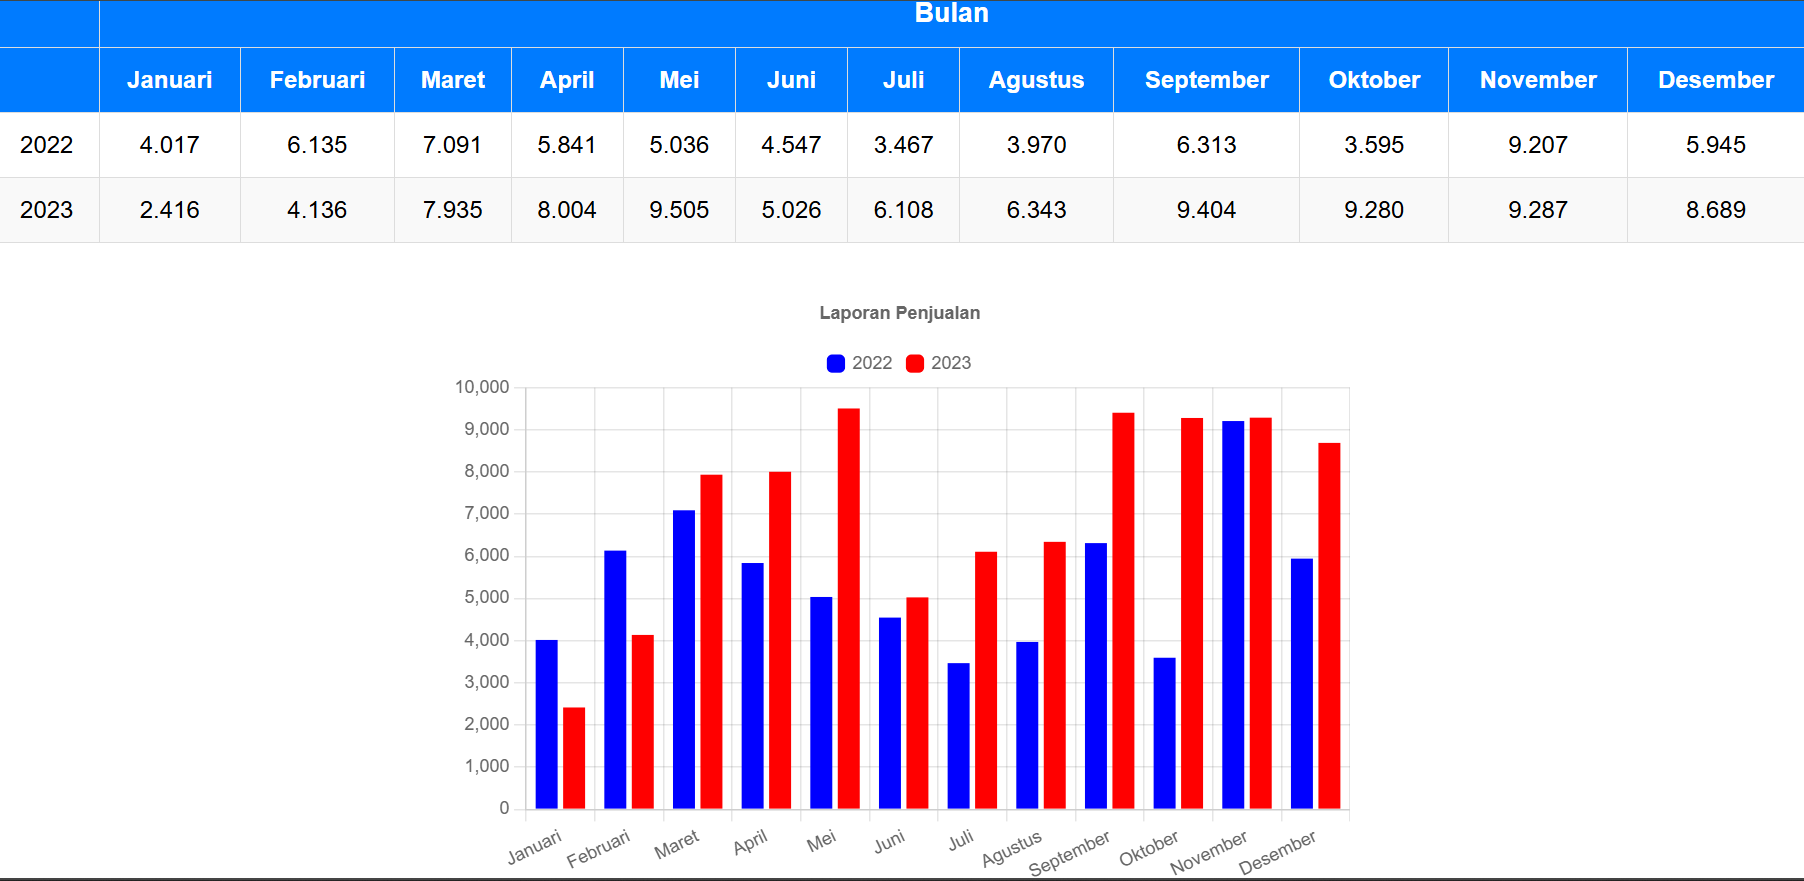 Bulan
Januari Februari Maret April Mei Juni Juli Agustus September Oktober November Desember
2022 4.017 6.135 7.091 5.841 5.036 4.547 3.467 3.970 6.313 3.595 9.207 5.945
2023 2.416 4.136 7.935 8.004 9.505 5.026 6.108 6.343 9.404 9.280 9.287 8.689
Laporan Penjualan
2022 2023
10,000
9,000
8,000
7,000
6,000
5,000
4,000
3,000
2,000
1,000
0
Januari Februari Maret April Mei Juni Juli Agustus September Oktober November Desember